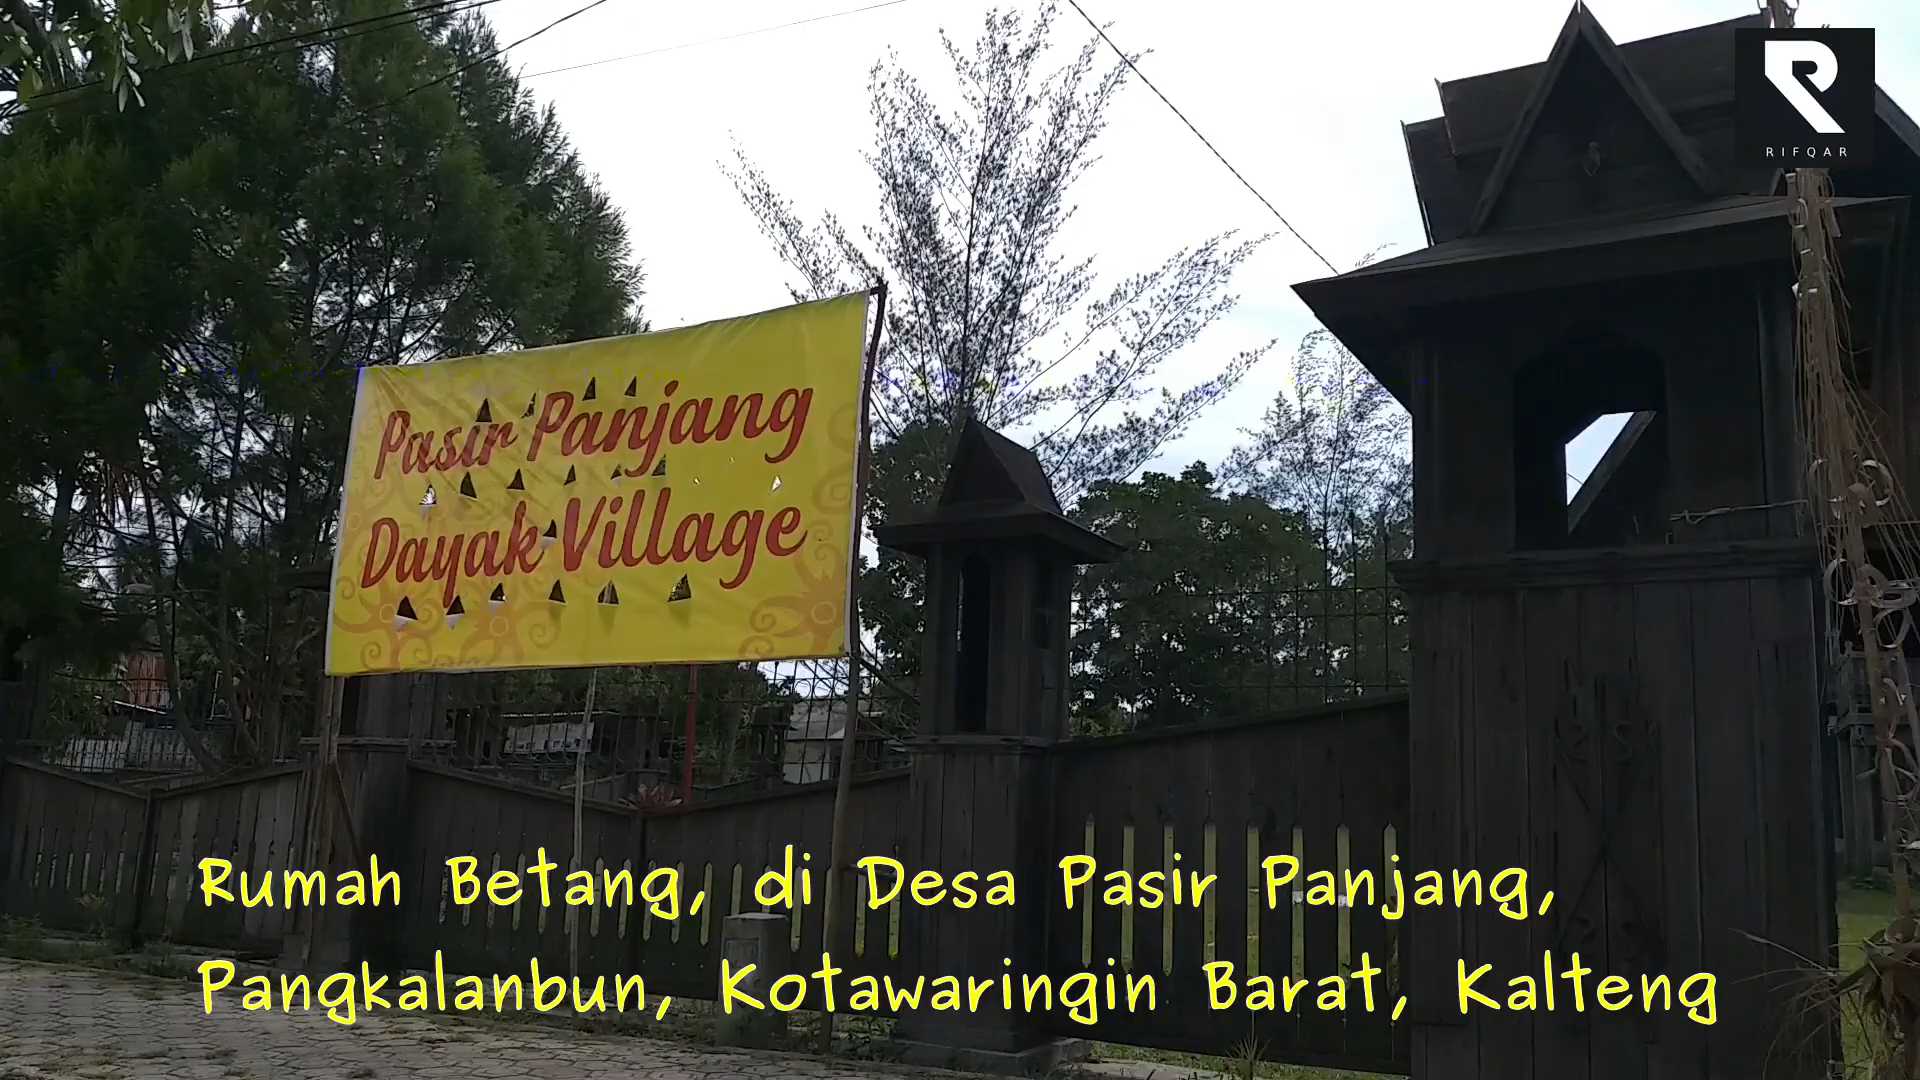 RIFQAR
Pasir Panjang
Dayak Village
Rumah Betang, di Desa Pasir Panjang,
Pangkalanbun, Kotawaringin Barat, Kalteng